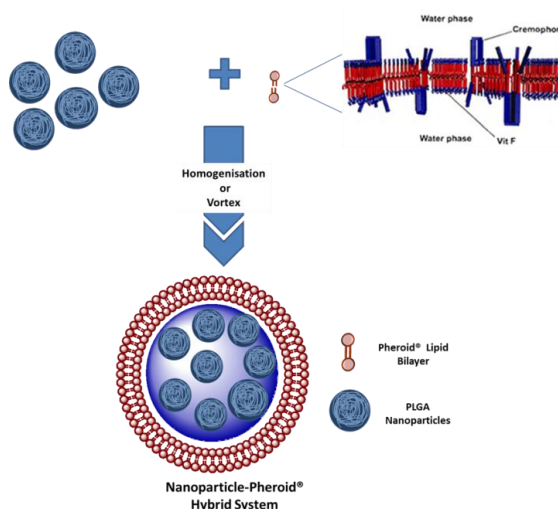 Water phase
Cremophor
Water phase
Vit F
Homogenisation
or
Vortex
Pheroid® Lipid
Bilayer
PLGA
Nanoparticles
Nanoparticle-Pheroid®
Hybrid System